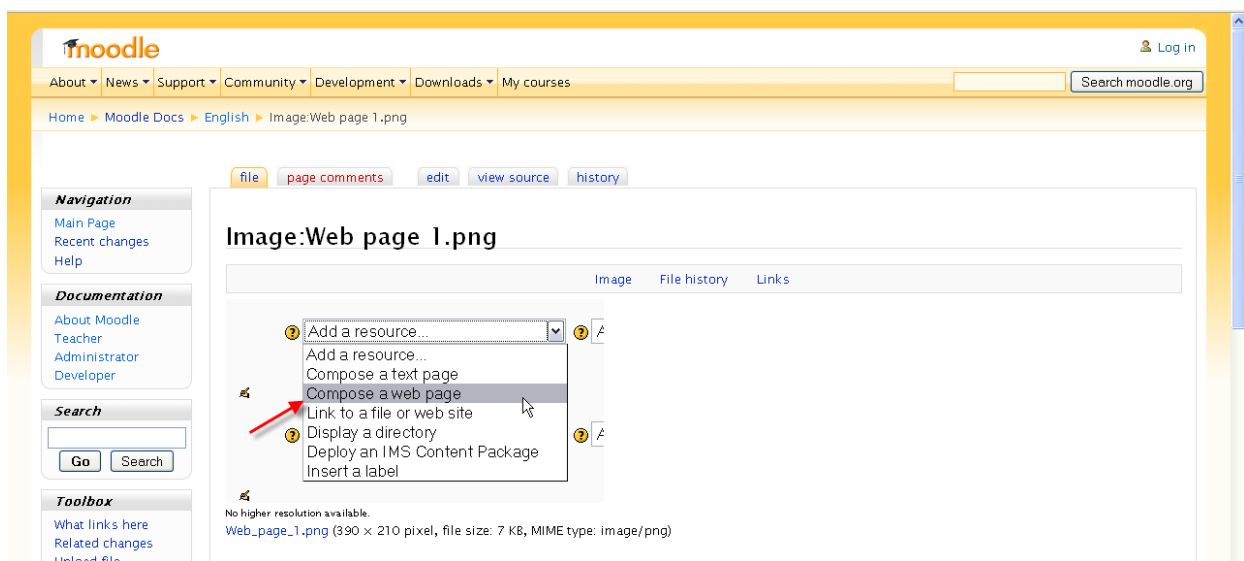 moodle
Log in
About News Support Community Development Downloads My courses
Search moodle.org
Home Moodle Docs English Image:Web page 1.png
file page comments edit view source history
Navigation
Main Page
Recent changes
Help
Documentation
About Moodle
Teacher
Administrator
Developer
Search
Go Search
Toolbox
What links here
Related changes
Upload file
Image:Web page 1.png
Image File history Links
? Add a resource... ? A
Add a resource...
Compose a text page
Compose a web page
Link to a file or web site
? Display a directory ? A
Deploy an IMS Content Package
Insert a label
No higher resolution available.
Web_page_1.png (390 × 210 pixel, file size: 7 KB, MIME type: image/png)